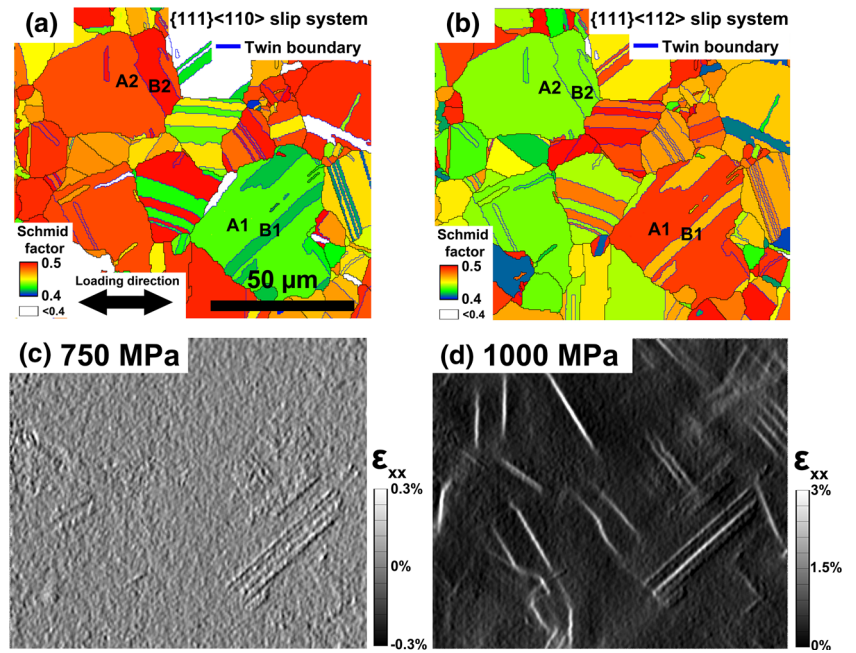 (a)
{111}<110> slip system
Twin boundary
A2
B2
A1
B1
Schmid
factor
0.5
0.4
<0.4
Loading direction
50 µm
(b)
{111}<112> slip system
Twin boundary
A2
B2
A1
B1
Schmid
factor
0.5
0.4
<0.4
(c) 750 MPa
εxx
0.3%
0%
-0.3%
(d) 1000 MPa
εxx
3%
1.5%
0%